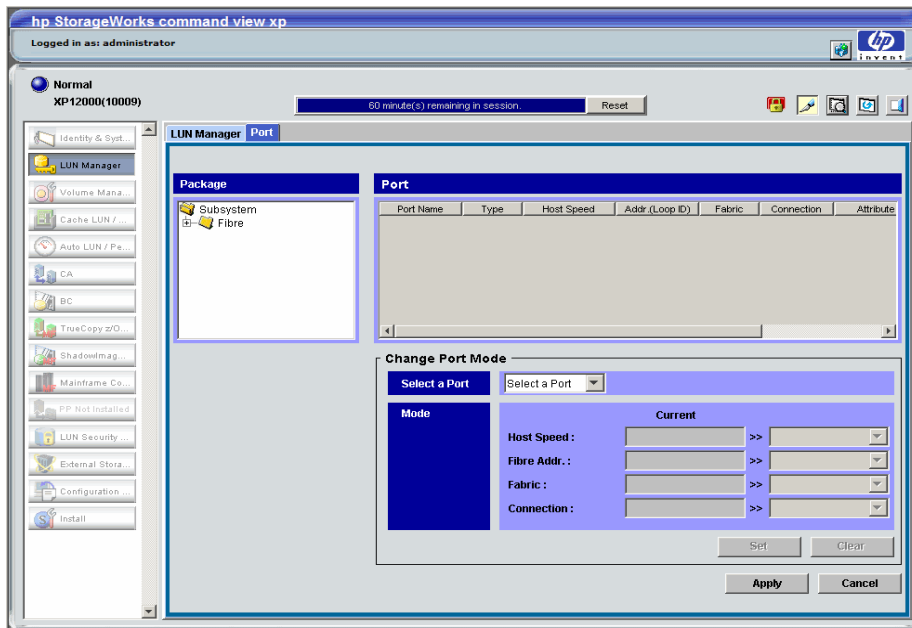 hp StorageWorks command view xp
Logged in as: administrator
hp
invent
Normal
XP12000(10009)
60 minute(s) remaining in session.
Reset
Identity & Syst...
LUN Manager
Volume Mana...
Cache LUN / ...
Auto LUN / Pe...
CA
BC
TrueCopy z/O...
ShadowImag...
Mainframe Co...
PP Not Installed
LUN Security ...
External Stora...
Configuration ...
Install
LUN Manager Port
Package
Subsystem
Fibre
Port
Port Name Type Host Speed Addr.(Loop ID) Fabric Connection Attribute
Change Port Mode
Select a Port Select a Port
Mode
Current
Host Speed : >>
Fibre Addr. : >>
Fabric : >>
Connection : >>
Set Clear
Apply Cancel